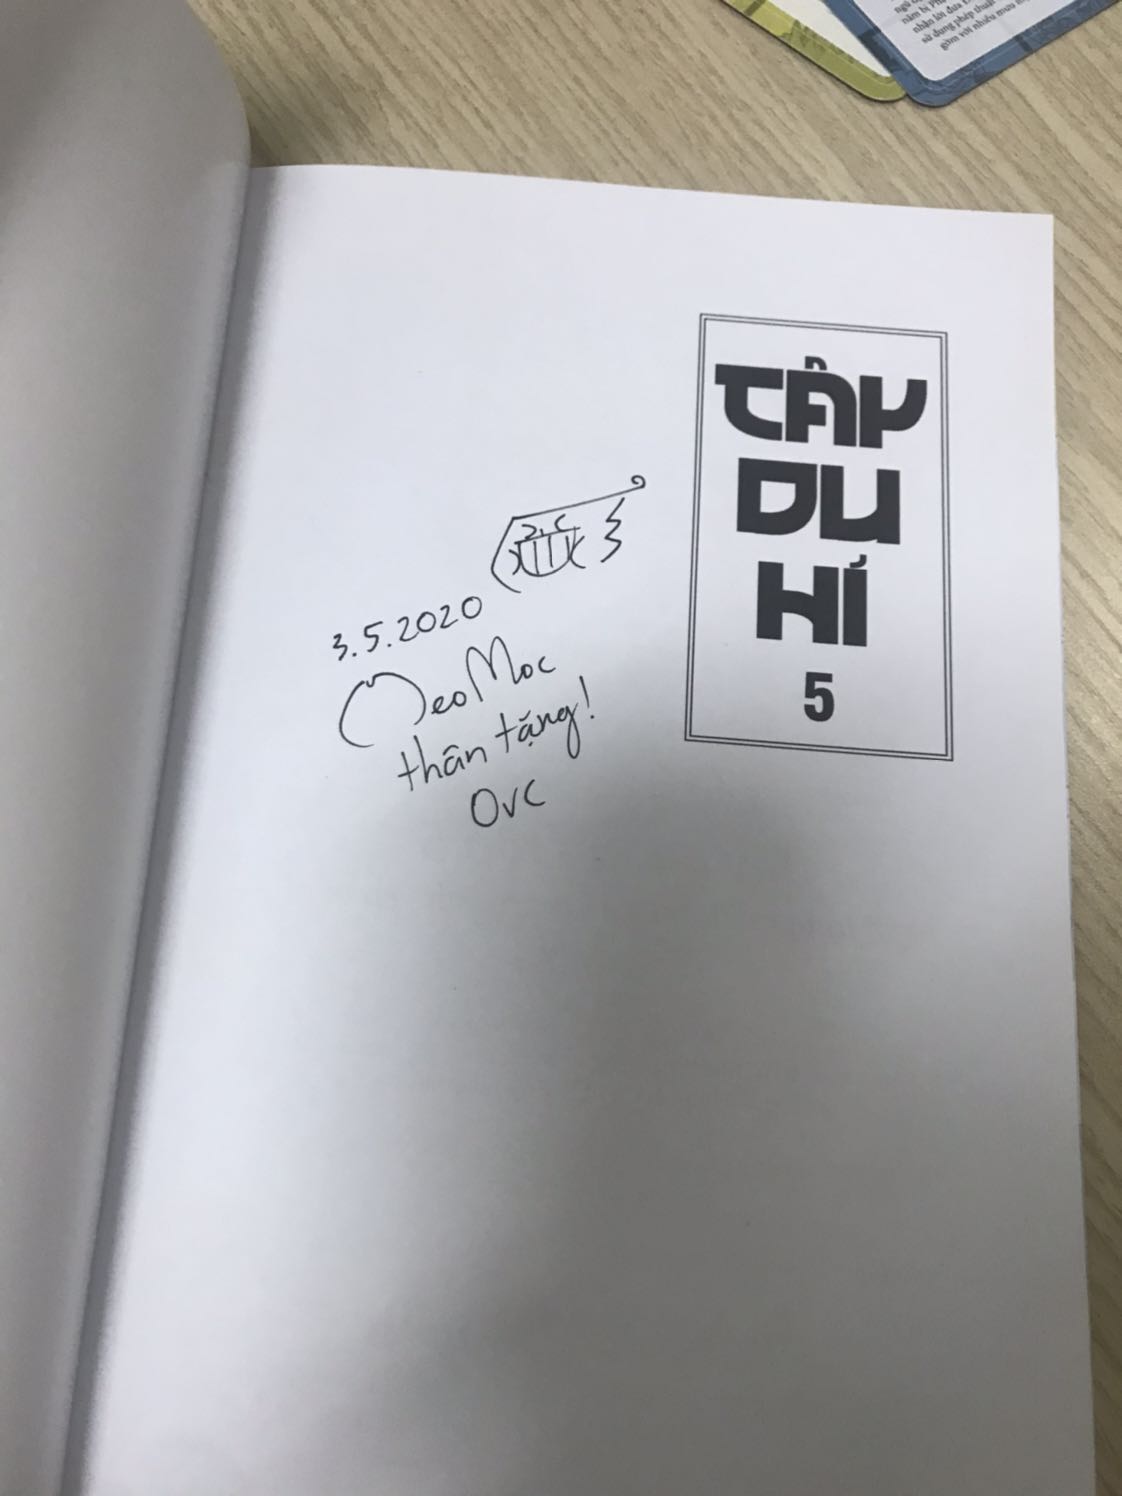 TÂY
DU
HÍ
5
3.5.2020
MeoMoc
thân tặng!
OVC